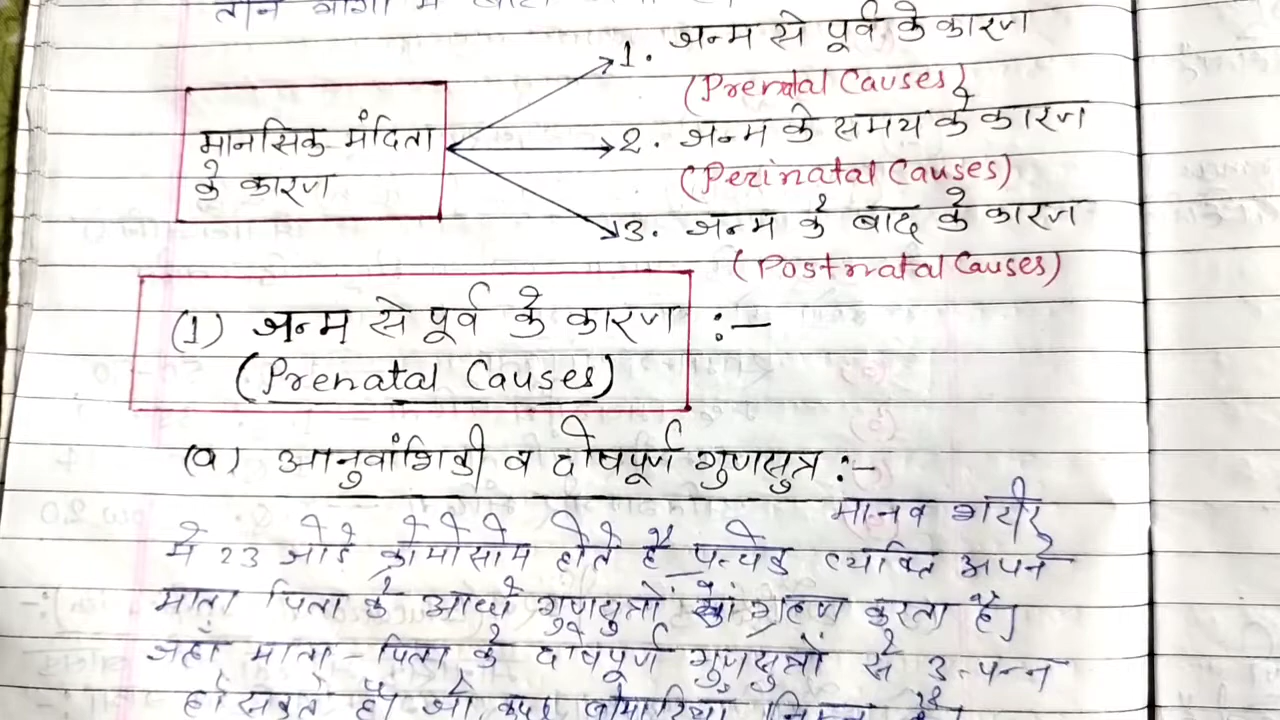 तीन भागों में बाँटा
1. जन्म से पूर्व के कारण
(Prenatal Causes)
मानसिक मंदिता
के कारण
2. जन्म के समय के कारण
(Perinatal Causes)
3. जन्म के बाद के कारण
(Postnatal Causes)
(1) जन्म से पूर्व के कारण :-
(Prenatal Causes)
(a) आनुवांशिकी व दोषपूर्ण गुणसुत्र :-
मानव शरीर
मे 23 जोडे क्रोमोसोम होते हैं प्रत्येक व्यक्ति अपने
माता पिता के आधे गुणसुत्रों को ग्रहण करता है।
जहाँ माता-पिता के दोषपूर्ण गुणसुत्रों से उत्पन्न
हो सकते हैं जो कुछ बीमारिया निम्न हैं